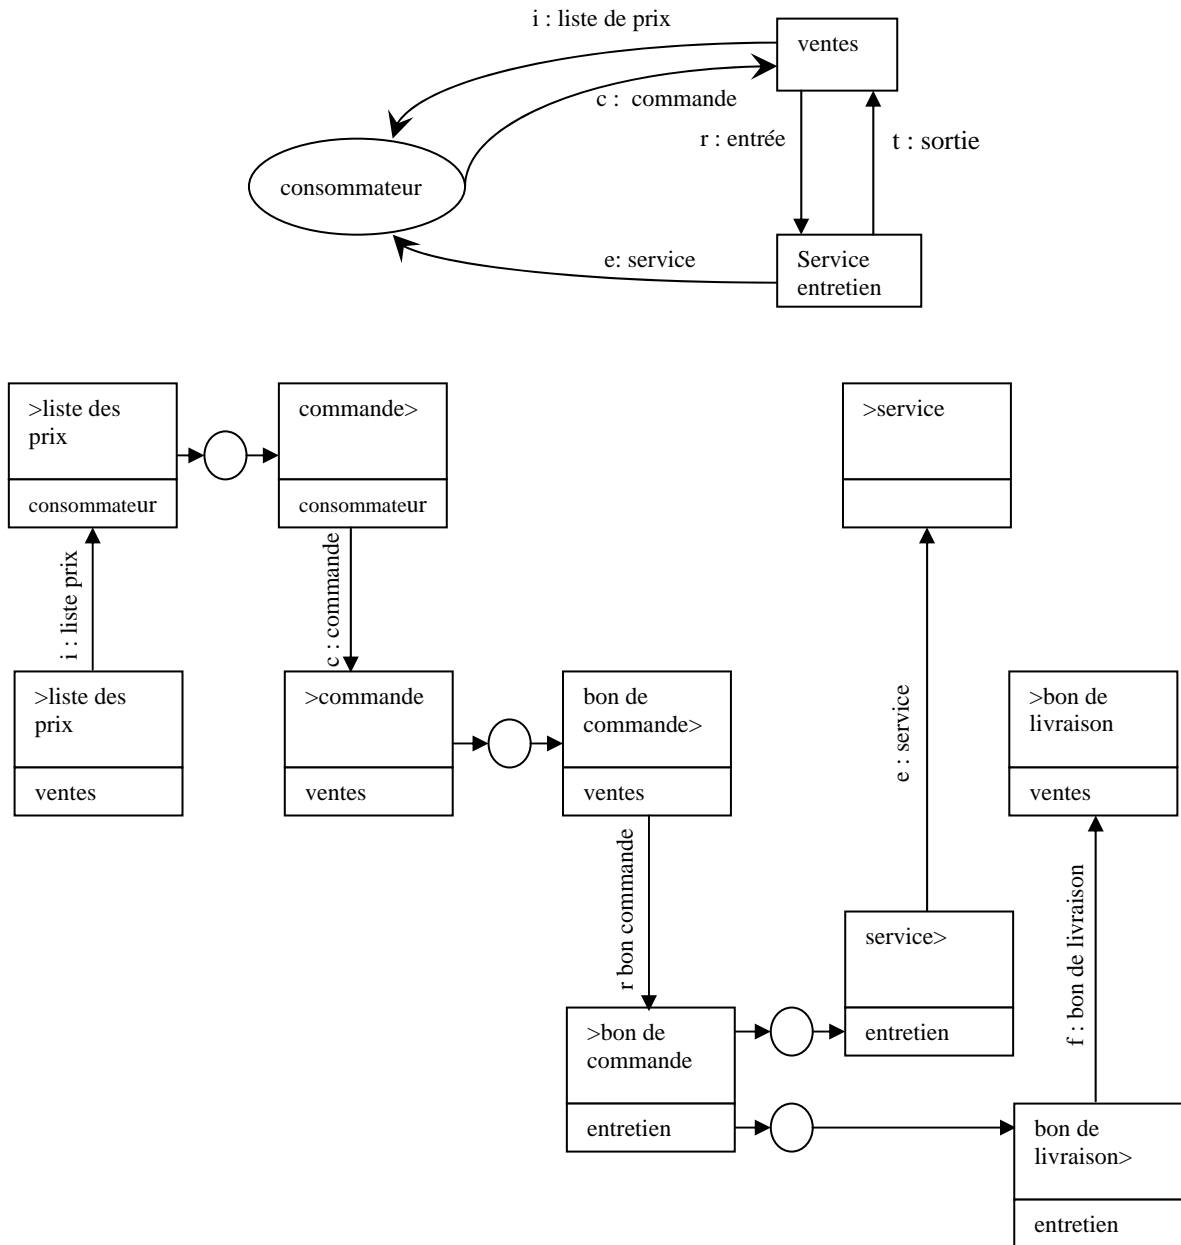 i : liste de prix
ventes
c :  commande
r : entrée
t : sortie
consommateur
e: service
Service
entretien
>liste des
prix
consommateur
commande>
consommateur
>service
i : liste prix
c : commande
>liste des
prix
ventes
>commande
ventes
bon de
commande>
ventes
e : service
>bon de
livraison
ventes
r bon commande
service>
entretien
f : bon de livraison
>bon de
commande
entretien
bon de
livraison>
entretien